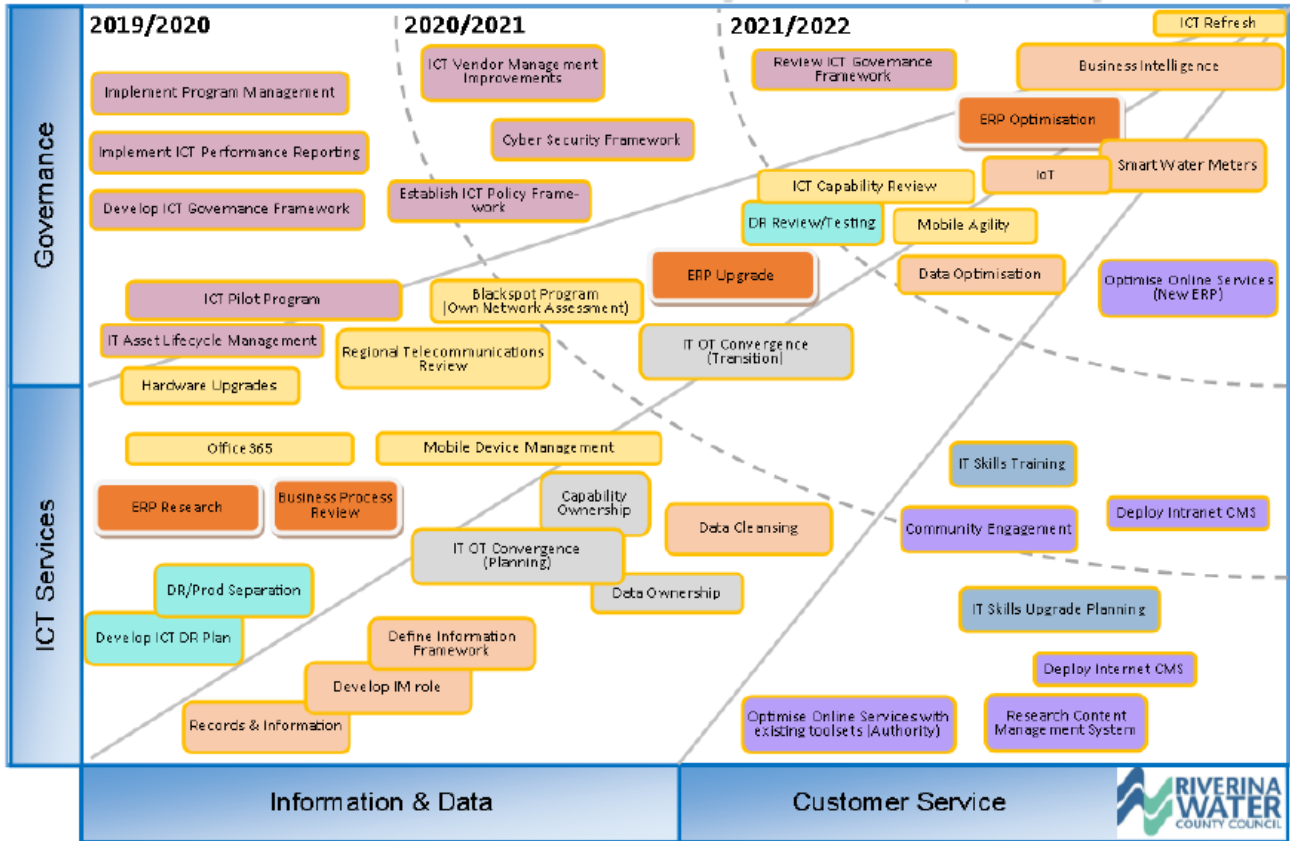 2019/2020
2020/2021
2021/2022
ICT Refresh
ICT Vendor Management
Improvements
Review ICT Governance
Framework
Business Intelligence
Implement Program Management
ERP Optimisation
Cyber Security Framework
Implement ICT Performance Reporting
Smart Water Meters
IoT
ICT Capability Review
Establish ICT Policy Frame-
work
Develop ICT Governance Framework
DR Review/Testing
Mobile Agility
ERP Upgrade
Data Optimisation
Optimise Online Services
(New ERP)
ICT Pilot Program
Blackspot Program
(Own Network Assessment)
IT Asset Lifecycle Management
Regional Telecommunications
Review
IT OT Convergence
(Transition)
Hardware Upgrades
Governance
Office 365
Mobile Device Management
IT Skills Training
ERP Research
Business Process
Review
Capability
Ownership
Data Cleansing
Community Engagement
Deploy Intranet CMS
IT OT Convergence
(Planning)
DR/Prod Separation
Data Ownership
IT Skills Upgrade Planning
Develop ICT DR Plan
Define Information
Framework
Deploy Internet CMS
Develop IM role
Records & Information
Optimise Online Services with
existing toolsets (Authority)
Research Content
Management System
ICT Services
Information & Data
Customer Service
RIVERINA
WATER
COUNTY COUNCIL